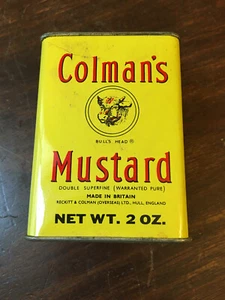 Colman's
BULL'S HEAD ®
Mustard
DOUBLE SUPERFINE (WARRANTED PURE)
MADE IN BRITAIN
RECKITT & COLMAN (OVERSEAS) LTD., HULL, ENGLAND
NET WT. 2 OZ.